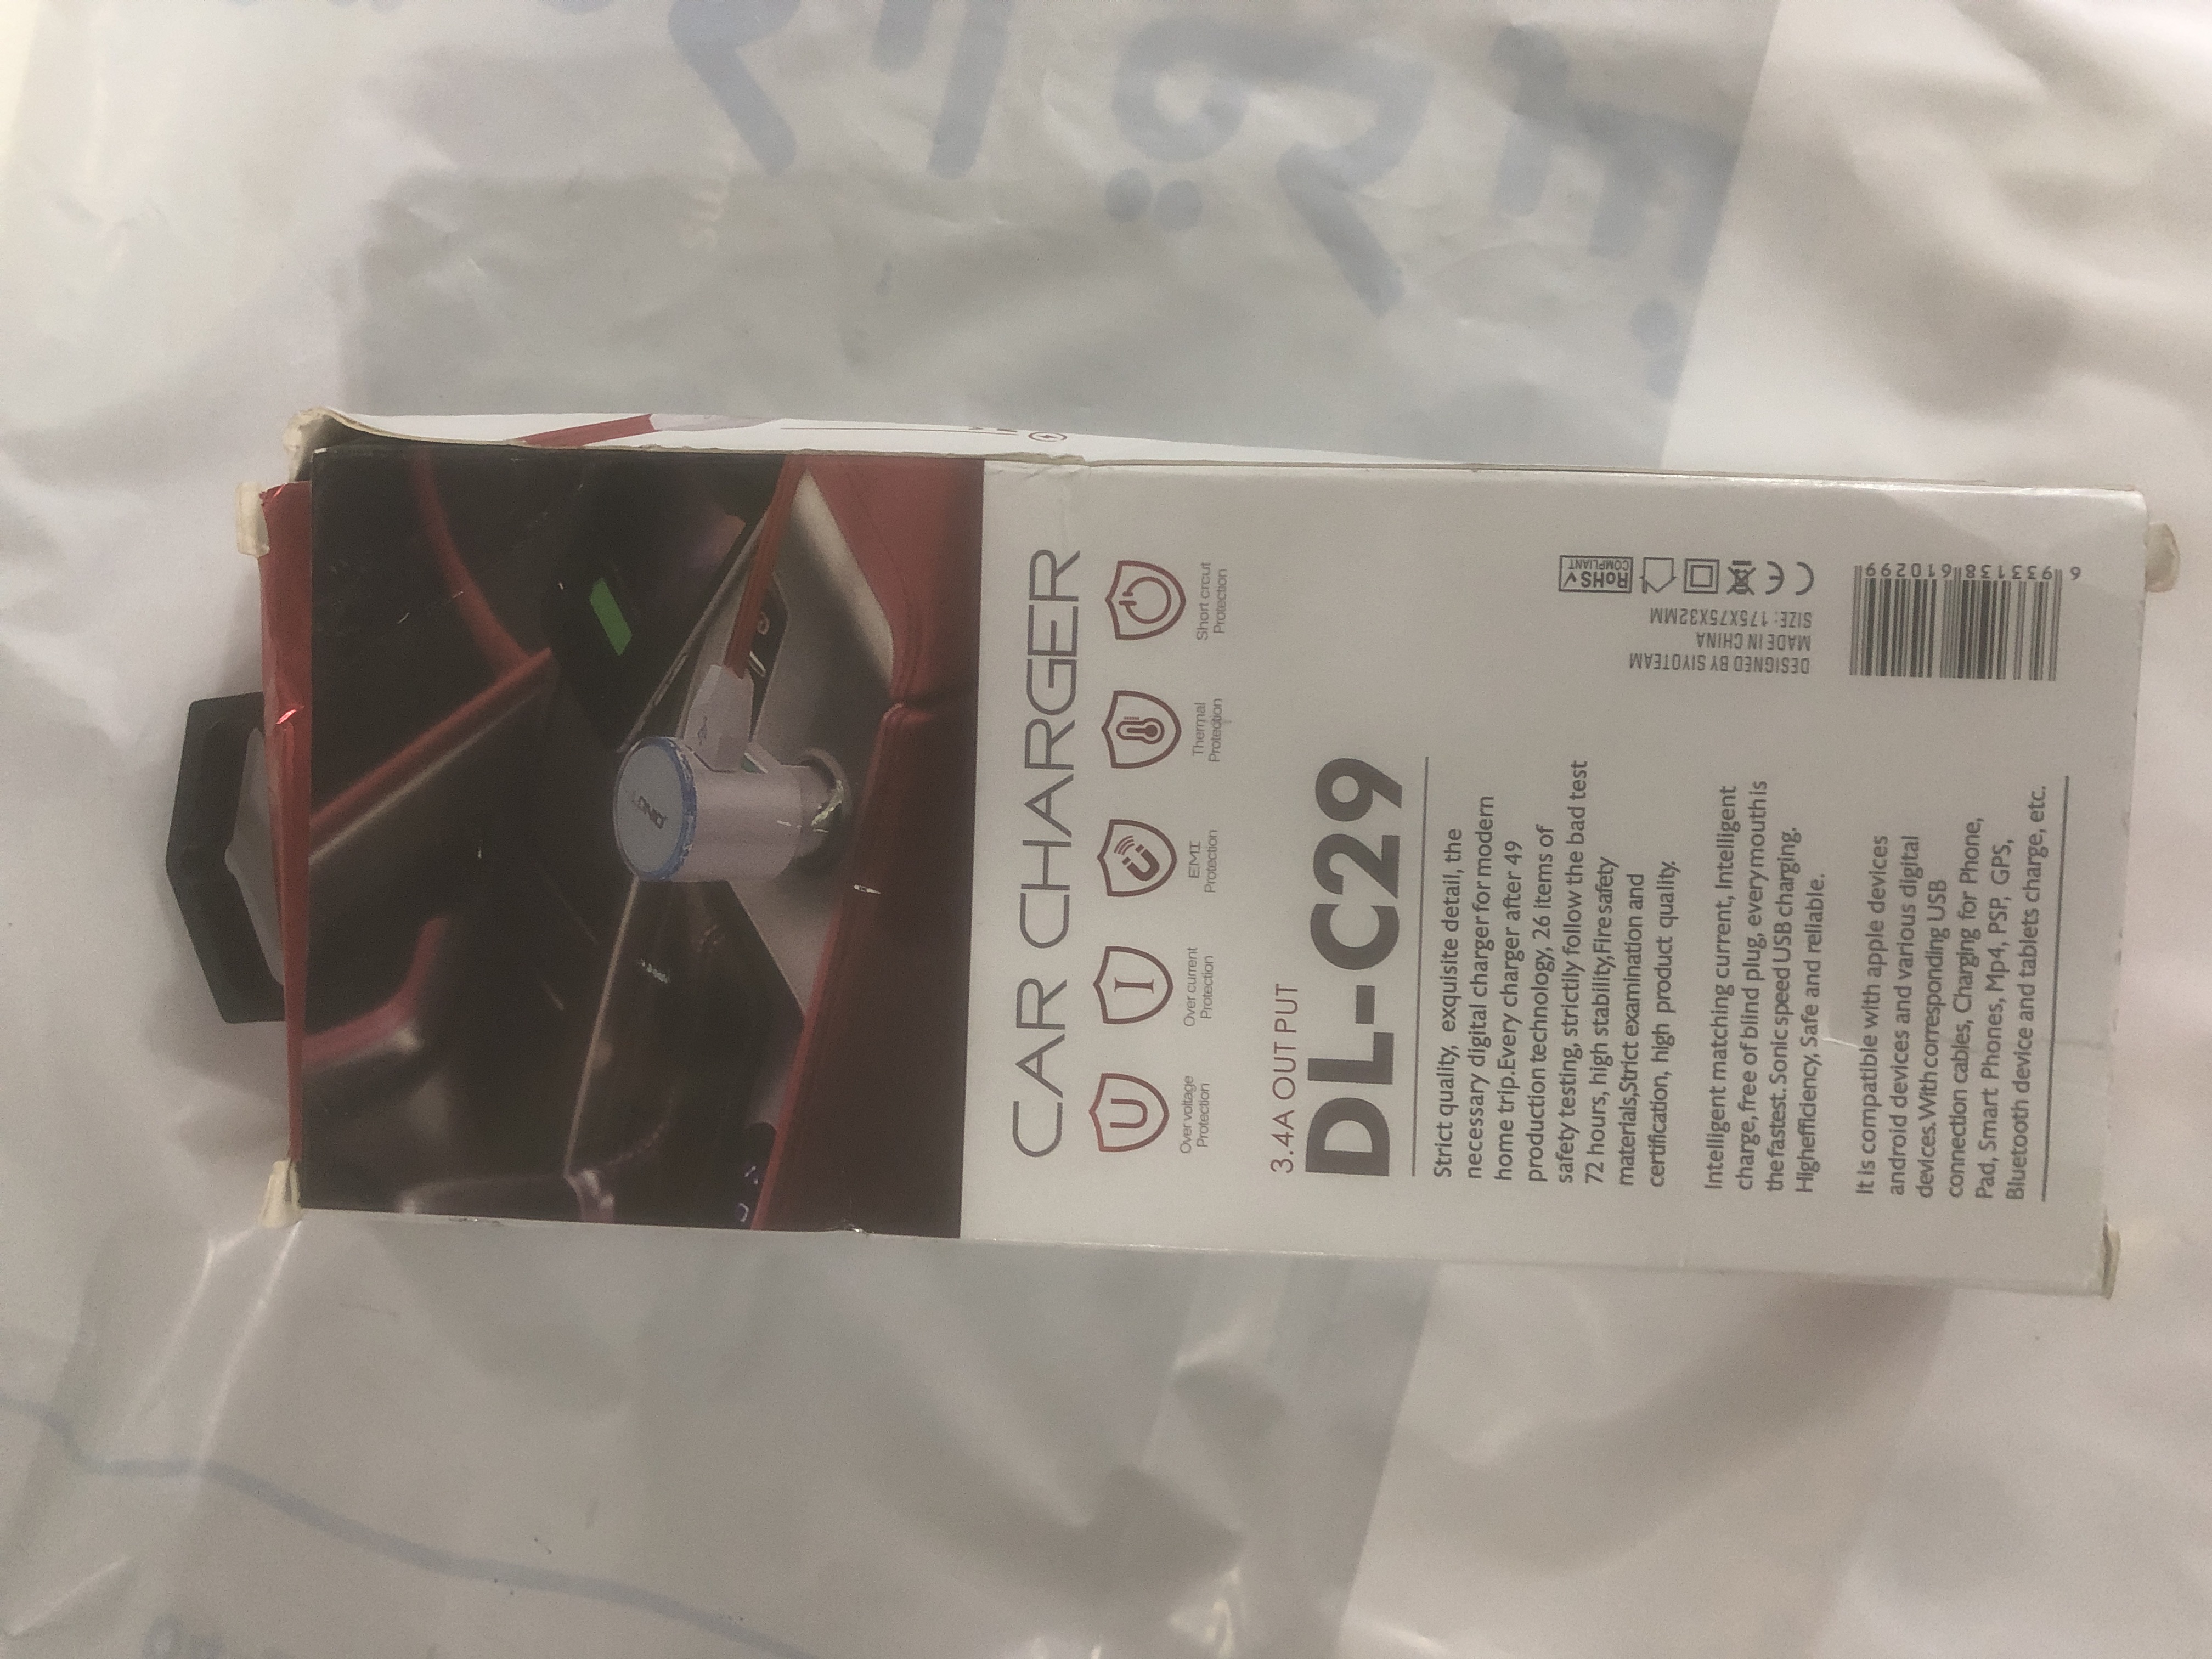 LDNIO
CAR CHARGER
Over voltage
Protection
Over current
Protection
EMI
Protection
Thermal
Protection
Short crcuit
Protection
3.4A OUTPUT
DL-C29
Strict quality, exquisite detail, the
necessary digital charger for modern
home trip.Every charger after 49
production technology, 26 items of
safety testing, strictily follow the bad test
72 hours, high stability,Fire safety
materials,Strict examination and
certification, high product quality.
Intelligent matching current, Intelligent
charge, free of blind plug, every mouth is
the fastest. Sonic speed USB charging.
Highefficiency, Safe and reliable.
It Is compatible with apple devices
android devices and various digital
devices. With corresponding USB
connection cables, Charging for Phone,
Pad, Smart Phones, Mp4, PSP, GPS,
Bluetooth device and tablets charge, etc.
DESIGNED BY SIYOTEAM
MADE IN CHINA
SIZE: 175X75X32MM
CE
RoHS
COMPLIANT
6 933138 610299